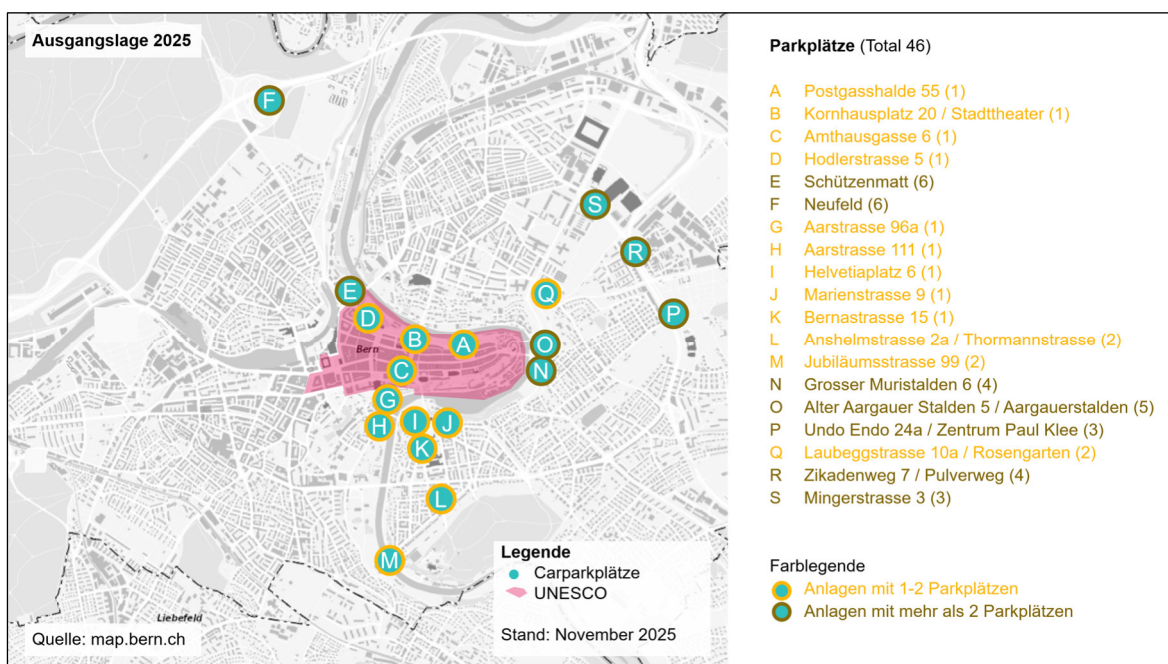 Ausgangslage 2025
F
S
R
E
Q
P
D
B
A
O
Bern
C
N
G
H
I
J
K
L
M
Liebefeld
Legende
Carparkplätze
UNESCO
Stand: November 2025
Quelle: map.bern.ch
Parkplätze (Total 46)
A Postgasshalde 55 (1)
B Kornhausplatz 20 / Stadttheater (1)
C Amthausgasse 6 (1)
D Hodlerstrasse 5 (1)
E Schützenmatt (6)
F Neufeld (6)
G Aarstrasse 96a (1)
H Aarstrasse 111 (1)
I Helvetiaplatz 6 (1)
J Marienstrasse 9 (1)
K Bernastrasse 15 (1)
L Anshelmstrasse 2a / Thormannstrasse (2)
M Jubiläumsstrasse 99 (2)
N Grosser Muristalden 6 (4)
O Alter Aargauer Stalden 5 / Aargauerstalden (5)
P Undo Endo 24a / Zentrum Paul Klee (3)
Q Laubeggstrasse 10a / Rosengarten (2)
R Zikadenweg 7 / Pulverweg (4)
S Mingerstrasse 3 (3)
Farblegende
Anlagen mit 1-2 Parkplätzen
Anlagen mit mehr als 2 Parkplätzen